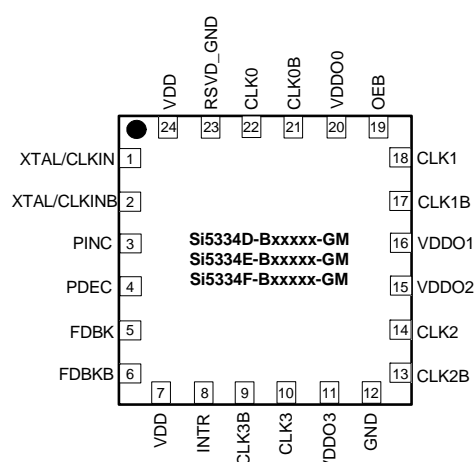 VDD
RSVD_GND
CLK0
CLK0B
VDDO0
OEB
24
23
22
21
20
19
XTAL/CLKIN 1
XTAL/CLKINB 2
PINC 3
PDEC 4
FDBK 5
FDBKB 6
Si5334D-Bxxxxx-GM
Si5334E-Bxxxxx-GM
Si5334F-Bxxxxx-GM
18 CLK1
17 CLK1B
16 VDDO1
15 VDDO2
14 CLK2
13 CLK2B
7
8
9
10
11
12
VDD
INTR
CLK3B
CLK3
VDDO3
GND